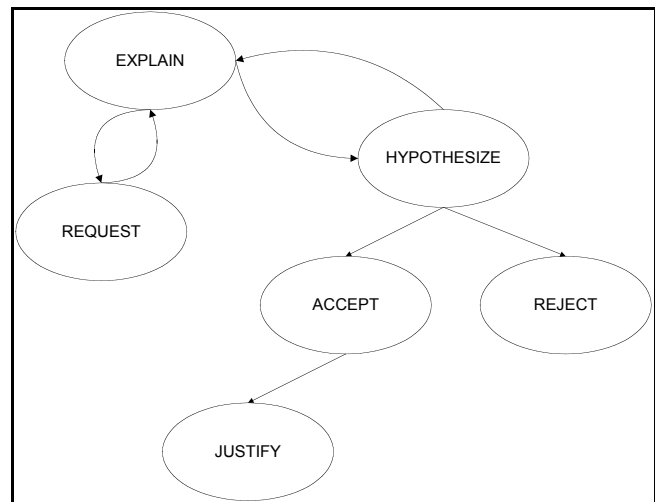 EXPLAIN
HYPOTHESIZE
REQUEST
ACCEPT
REJECT
JUSTIFY